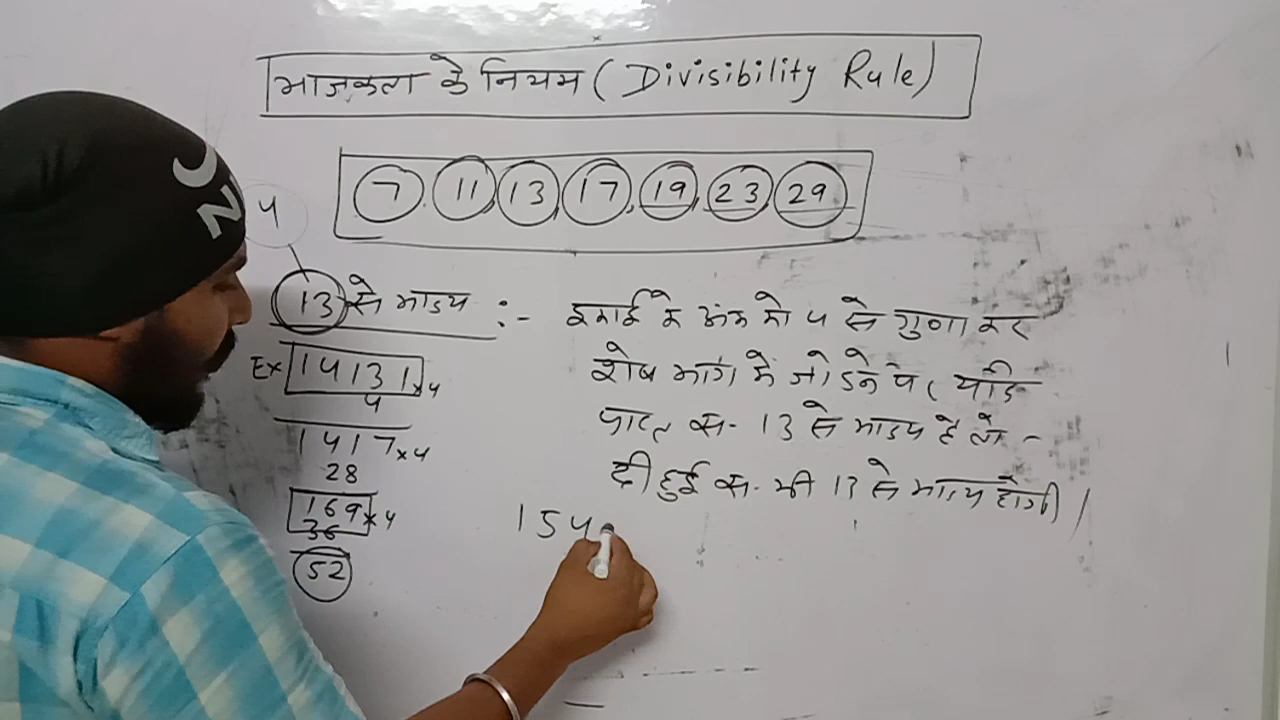 भाजकता के नियम ( Divisibility Rule )
7, 11, 13, 17, 19, 23, 29
4
13 से भाज्य :-
इकाई के अंक को 4 से गुणा कर
शेष भाग में जोडने पर यदि
प्राप्त स. 13 से भाज्य है तो -
दी हुई स. भी 13 से भाज्य होगी |
Ex 14131 ×4
4
1417 ×4
28
169 ×4
36
52
154